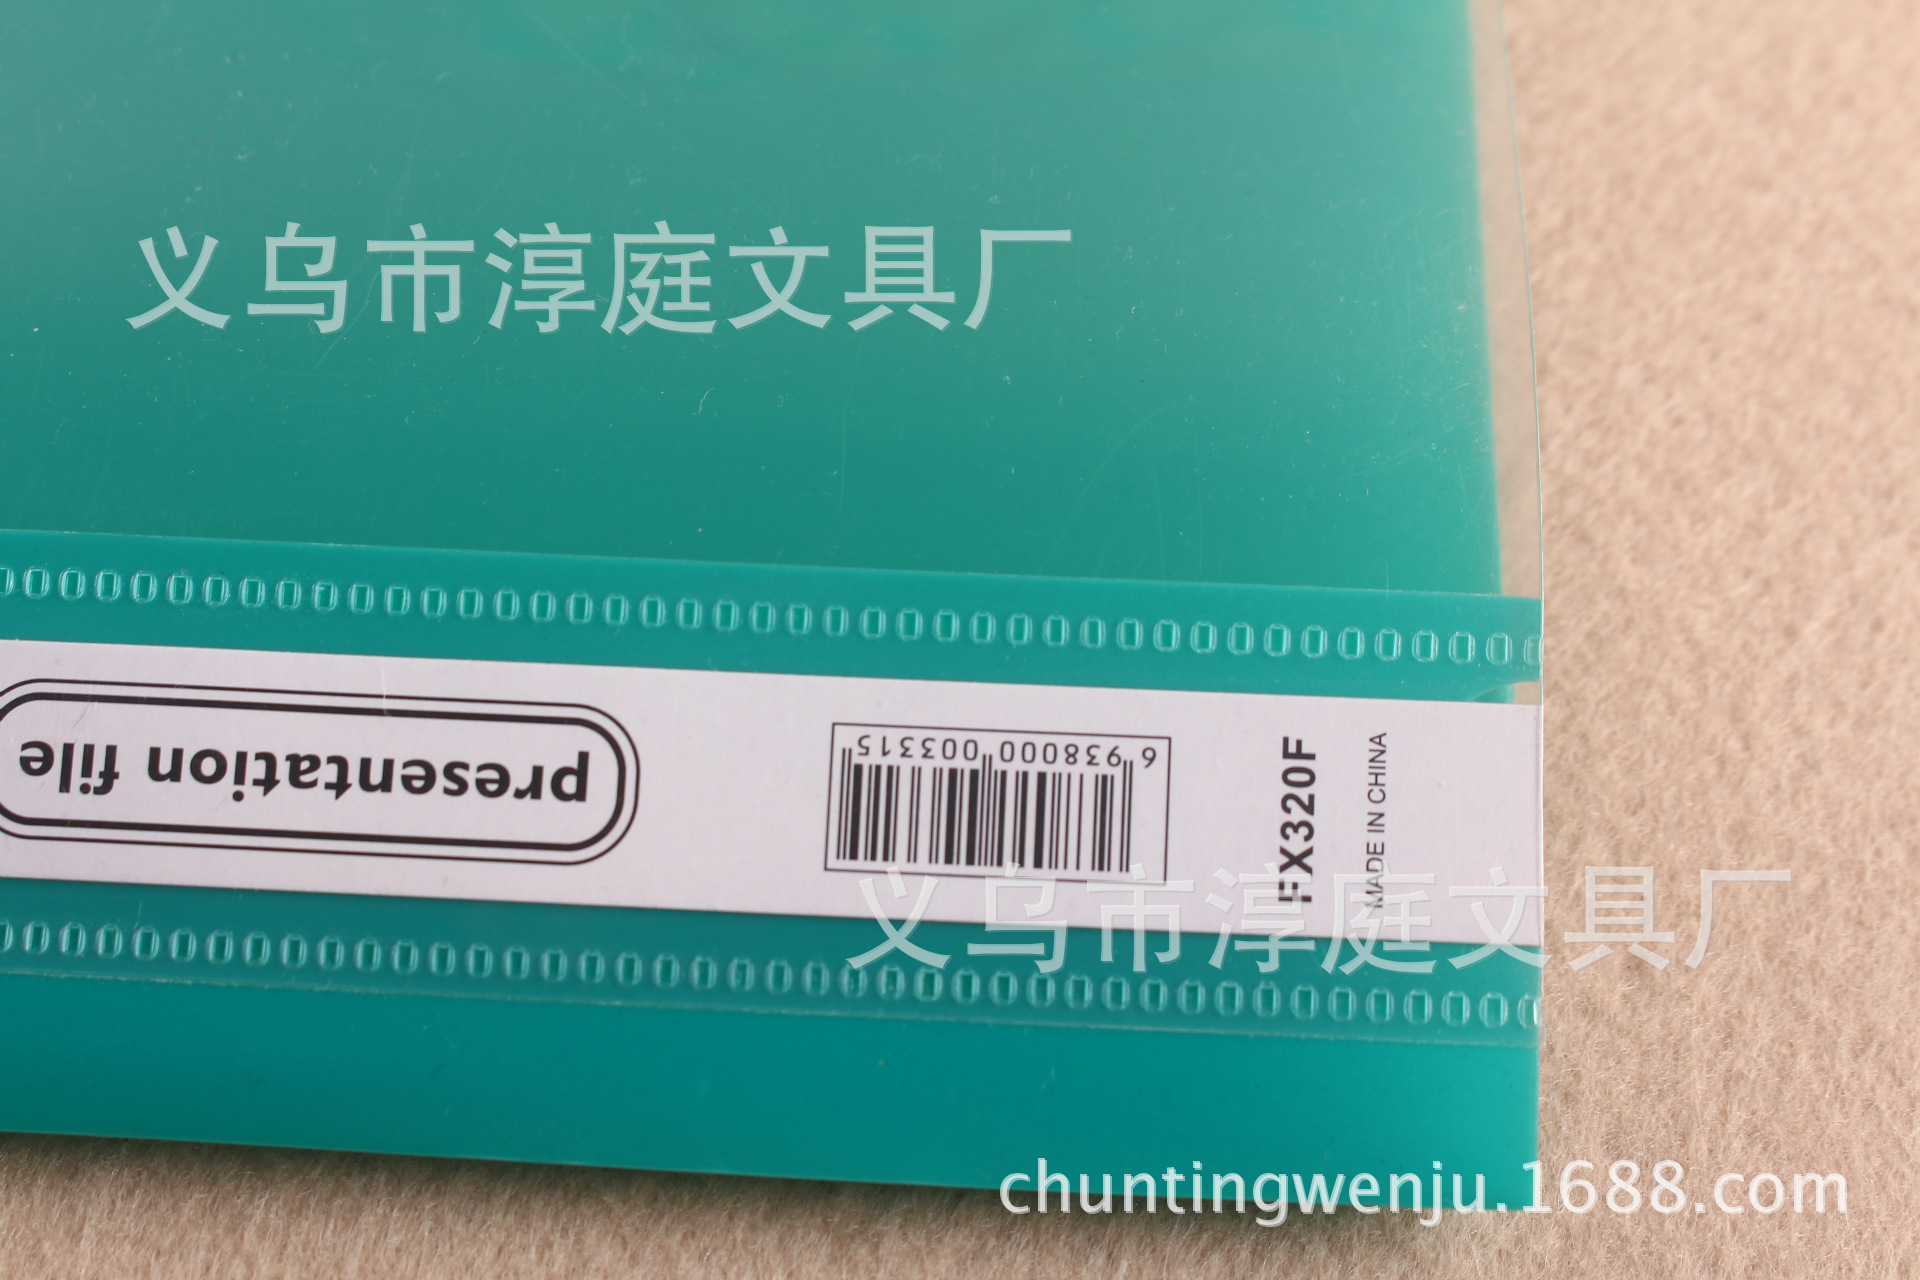 义乌市淳庭文具厂
presentation file
6 938000 003315
FX320F
MADE IN CHINA
义乌市淳庭文具厂
chuntingwenju.1688.com